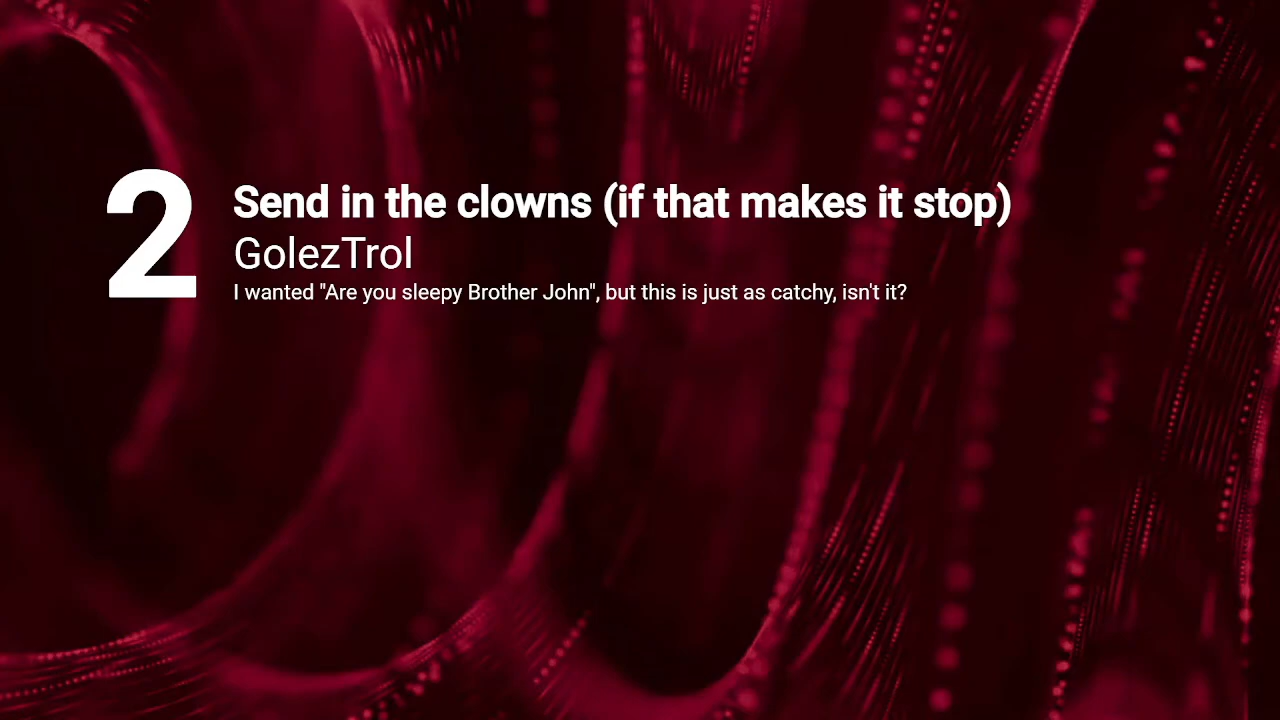 2
Send in the clowns (if that makes it stop)
GolezTrol
I wanted "Are you sleepy Brother John", but this is just as catchy, isn't it?